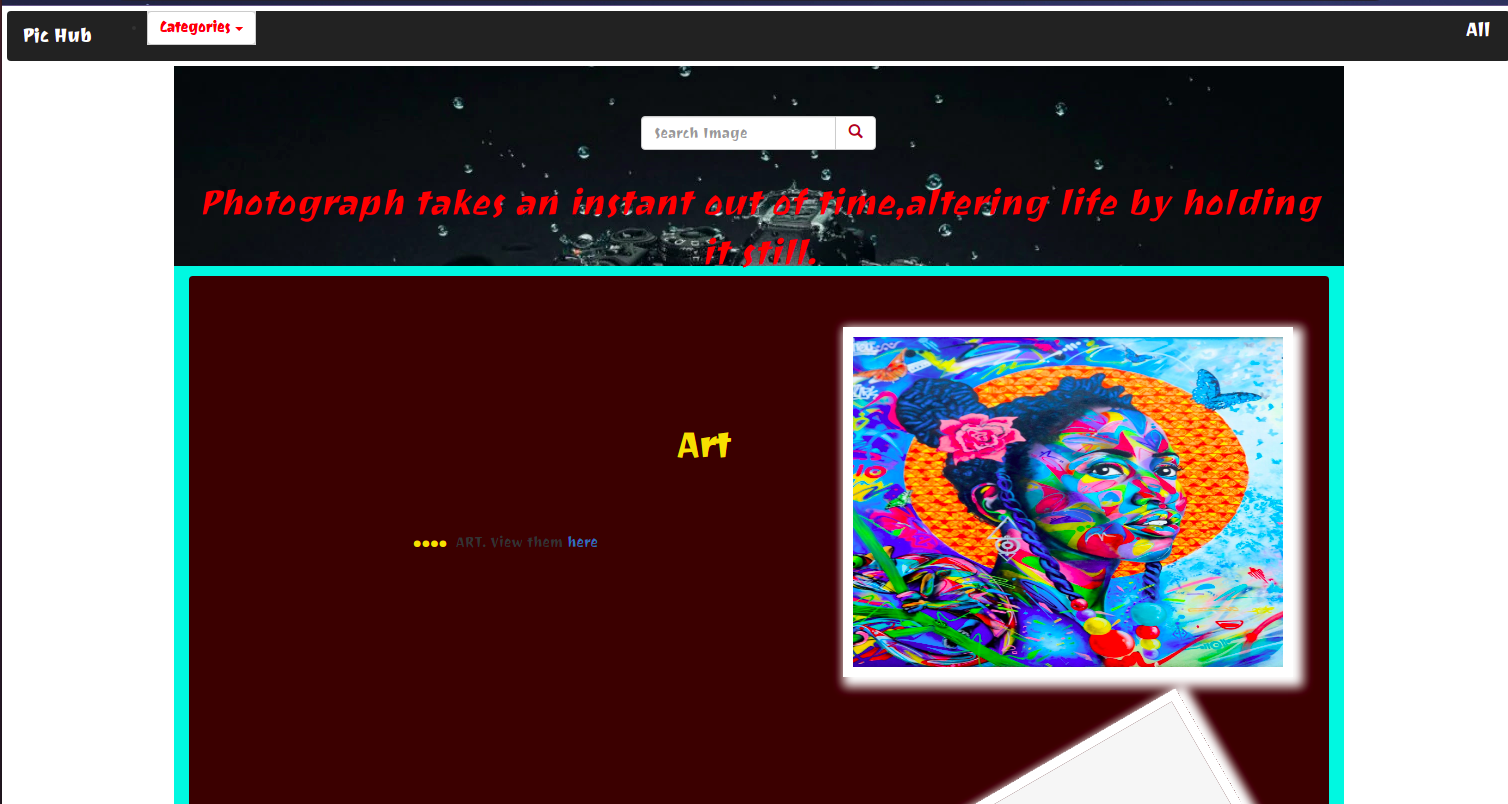 Pic Hub
Categories
All
Search Image
Photograph takes an instant out of time,altering life by holding
it still.
Art
ART. View them here